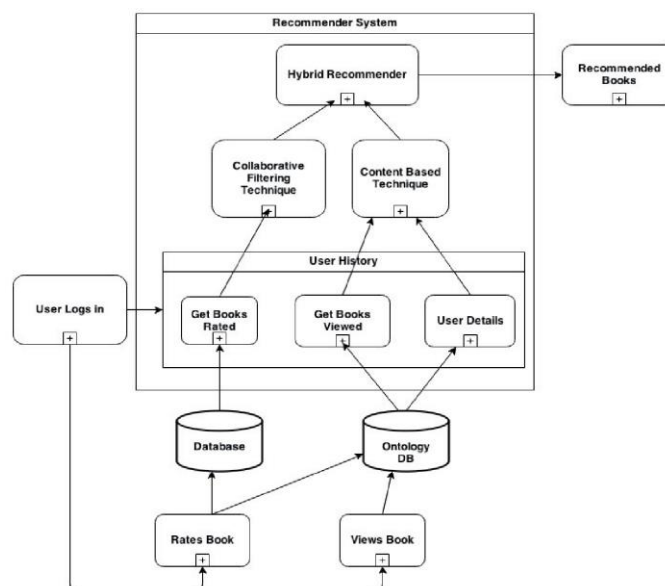 Recommender System
Hybrid Recommender
+
Recommended
Books
+
Collaborative
Filtering
Technique
+
Content Based
Technique
+
User History
User Logs in
+
Get Books
Rated
+
Get Books
Viewed
+
User Details
+
Database
Ontology
DB
Rates Book
+
Views Book
+